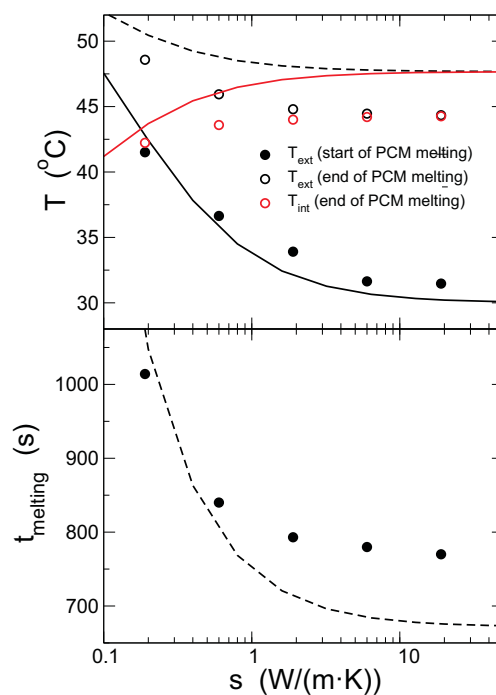 50
45
40
35
30
T (°C)
T_ext (start of PCM melting)
T_ext (end of PCM melting)
T_int (end of PCM melting)
1000
900
800
700
t_melting (s)
0.1 1 10
s (W/(m·K))